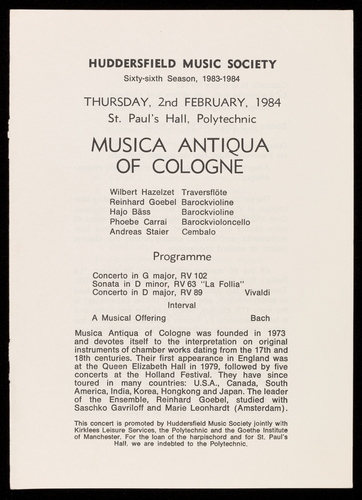 HUDDERSFIELD MUSIC SOCIETY
Sixty-sixth Season, 1983-1984
THURSDAY, 2nd FEBRUARY, 1984
St. Paul's Hall, Polytechnic
MUSICA ANTIQUA
OF COLOGNE
Wilbert Hazelzet Traversflöte
Reinhard Goebel Barockvioline
Hajo Bäss Barockvioline
Phoebe Carrai Barockvioloncello
Andreas Staier Cembalo
Programme
Concerto in G major, RV 102
Sonata in D minor, RV 63 "La Follia"
Concerto in D major, RV 89 Vivaldi
Interval
A Musical Offering Bach
Musica Antiqua of Cologne was founded in 1973
and devotes itself to the interpretation on original
instruments of chamber works dating from the 17th and
18th centuries. Their first appearance in England was
at the Queen Elizabeth Hall in 1979, followed by five
concerts at the Holland Festival. They have since
toured in many countries: U.S.A., Canada, South
America, India, Korea, Hongkong and Japan. The leader
of the Ensemble, Reinhard Goebel, studied with
Saschko Gavriloff and Marie Leonhardt (Amsterdam).
This concert is promoted by Huddersfield Music Society jointly with
Kirklees Leisure Services, the Polytechnic and the Goethe Institute
of Manchester. For the loan of the harpsichord and for St. Paul's
Hall, we are indebted to the Polytechnic.